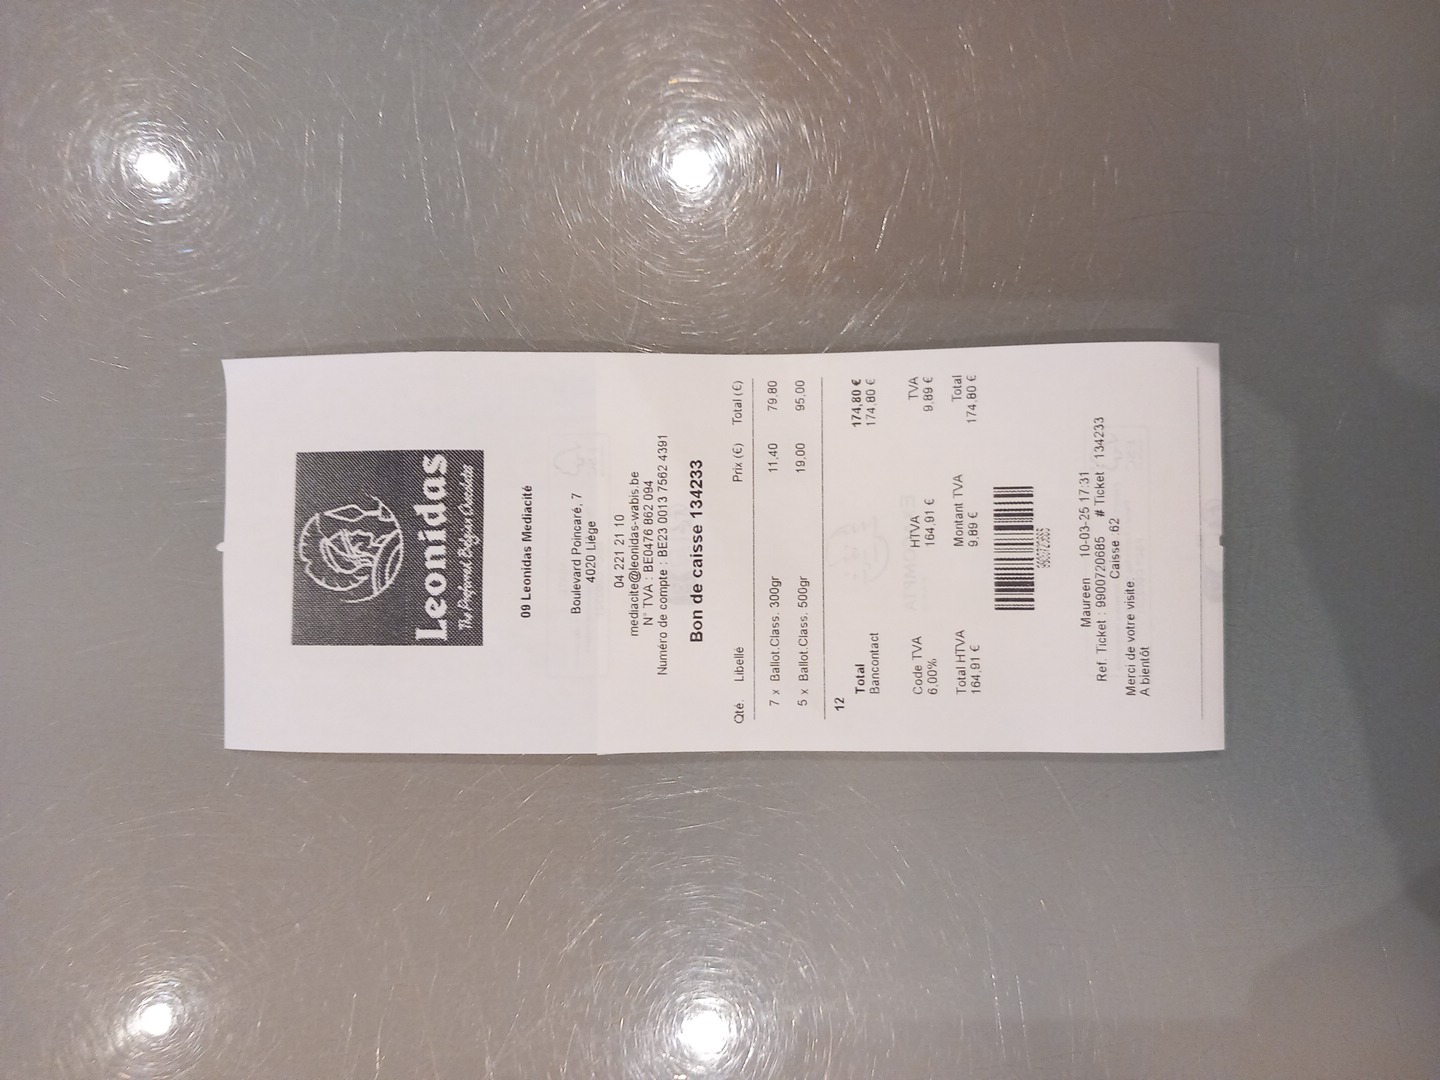 Leonidas
The Preferred Belgian Chocolates
09 Leonidas Mediacité
Boulevard Poincaré, 7
4020 Liège
04 221 21 10
mediacite@leonidas-wabis.be
N° TVA : BE0476 862 094
Numéro de compte : BE23 0013 7562 4391
Bon de caisse 134233
Qté. Libellé Prix (€) Total (€)
7 x Ballot.Class. 300gr 11,40 79,80
5 x Ballot.Class. 500gr 19,00 95,00
12
Total 174,80 €
Bancontact 174,80 €
Code TVA HTVA TVA
6,00% 164,91 € 9,89 €
Total HTVA Montant TVA Total
164,91 € 9,89 € 174,80 €
Maureen 10-03-25 17:31
Ref. Ticket : 9900720685 # Ticket : 134233
Caisse :62
Merci de votre visite
A bientôt